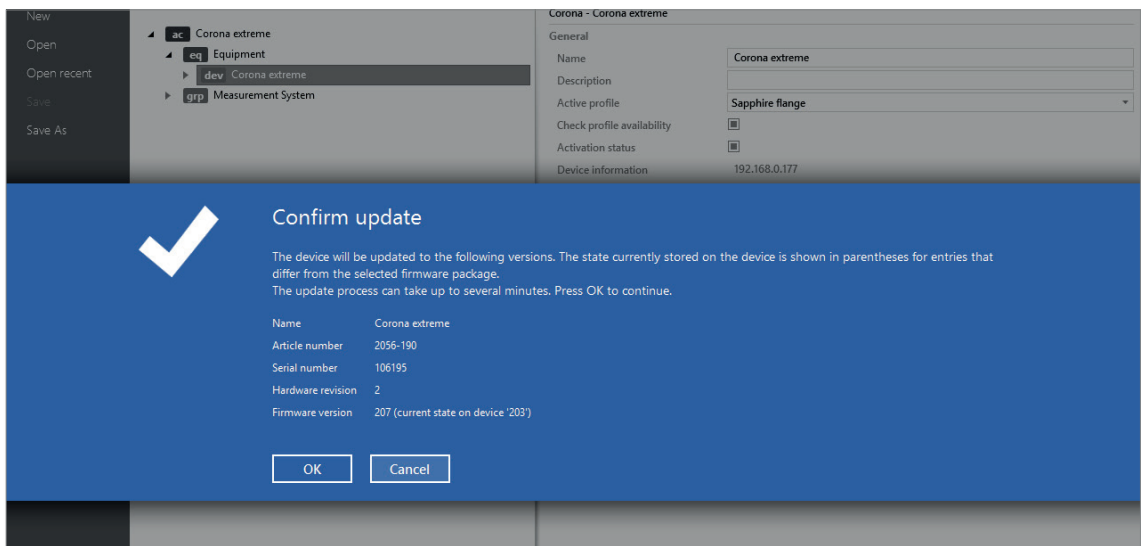 New
Open
Open recent
Save
Save As
ac Corona extreme
eq Equipment
dev Corona extreme
grp Measurement System
Corona - Corona extreme
General
Name Corona extreme
Description
Active profile Sapphire flange
Check profile availability
Activation status
Device information 192.168.0.177
Confirm update
The device will be updated to the following versions. The state currently stored on the device is shown in parentheses for entries that
differ from the selected firmware package.
The update process can take up to several minutes. Press OK to continue.
Name Corona extreme
Article number 2056-190
Serial number 106195
Hardware revision 2
Firmware version 207 (current state on device '203')
OK Cancel